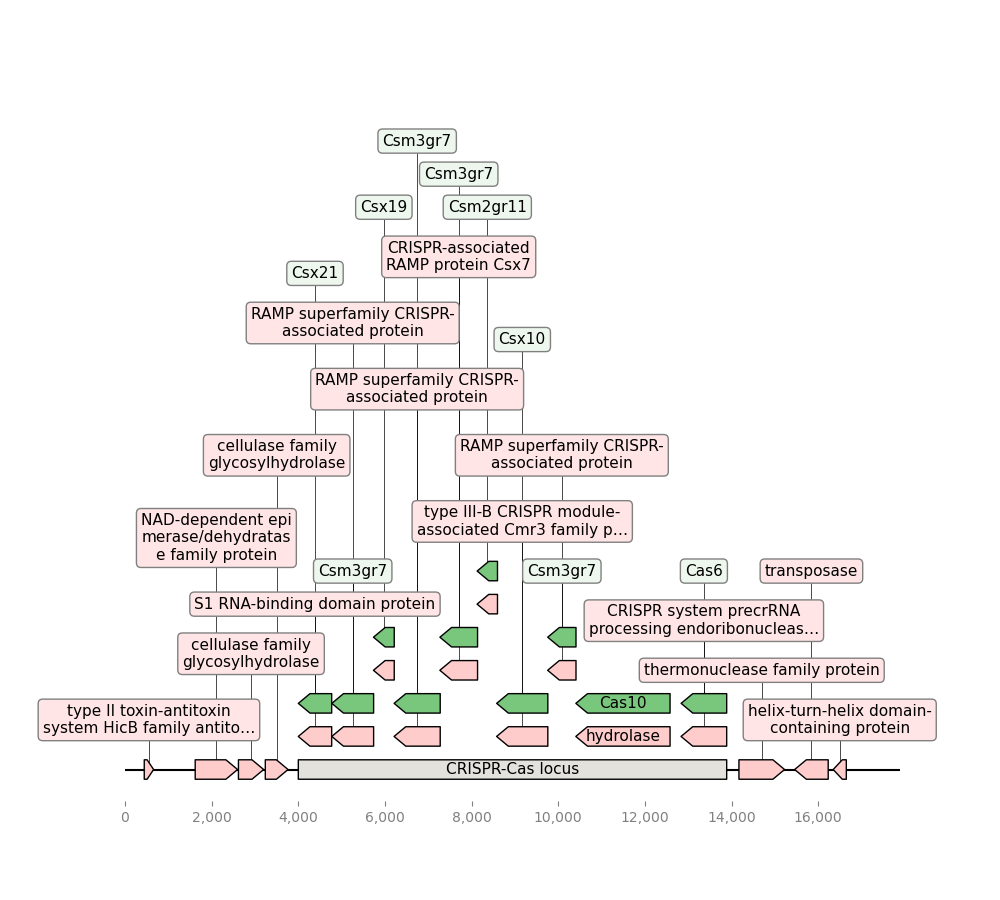 Csm3gr7
Csm3gr7
Csx19
Csm2gr11
CRISPR-associated
RAMP protein Csx7
Csx21
RAMP superfamily CRISPR-
associated protein
Csx10
RAMP superfamily CRISPR-
associated protein
cellulase family
glycosylhydrolase
RAMP superfamily CRISPR-
associated protein
NAD-dependent epi
merase/dehydratas
e family protein
type III-B CRISPR module-
associated Cmr3 family p…
Csm3gr7
Csm3gr7
Cas6
transposase
S1 RNA-binding domain protein
CRISPR system precrRNA
processing endoribonucleas…
cellulase family
glycosylhydrolase
thermonuclease family protein
type II toxin-antitoxin
system HicB family antito…
Cas10
helix-turn-helix domain-
containing protein
hydrolase
CRISPR-Cas locus
0
2,000
4,000
6,000
8,000
10,000
12,000
14,000
16,000